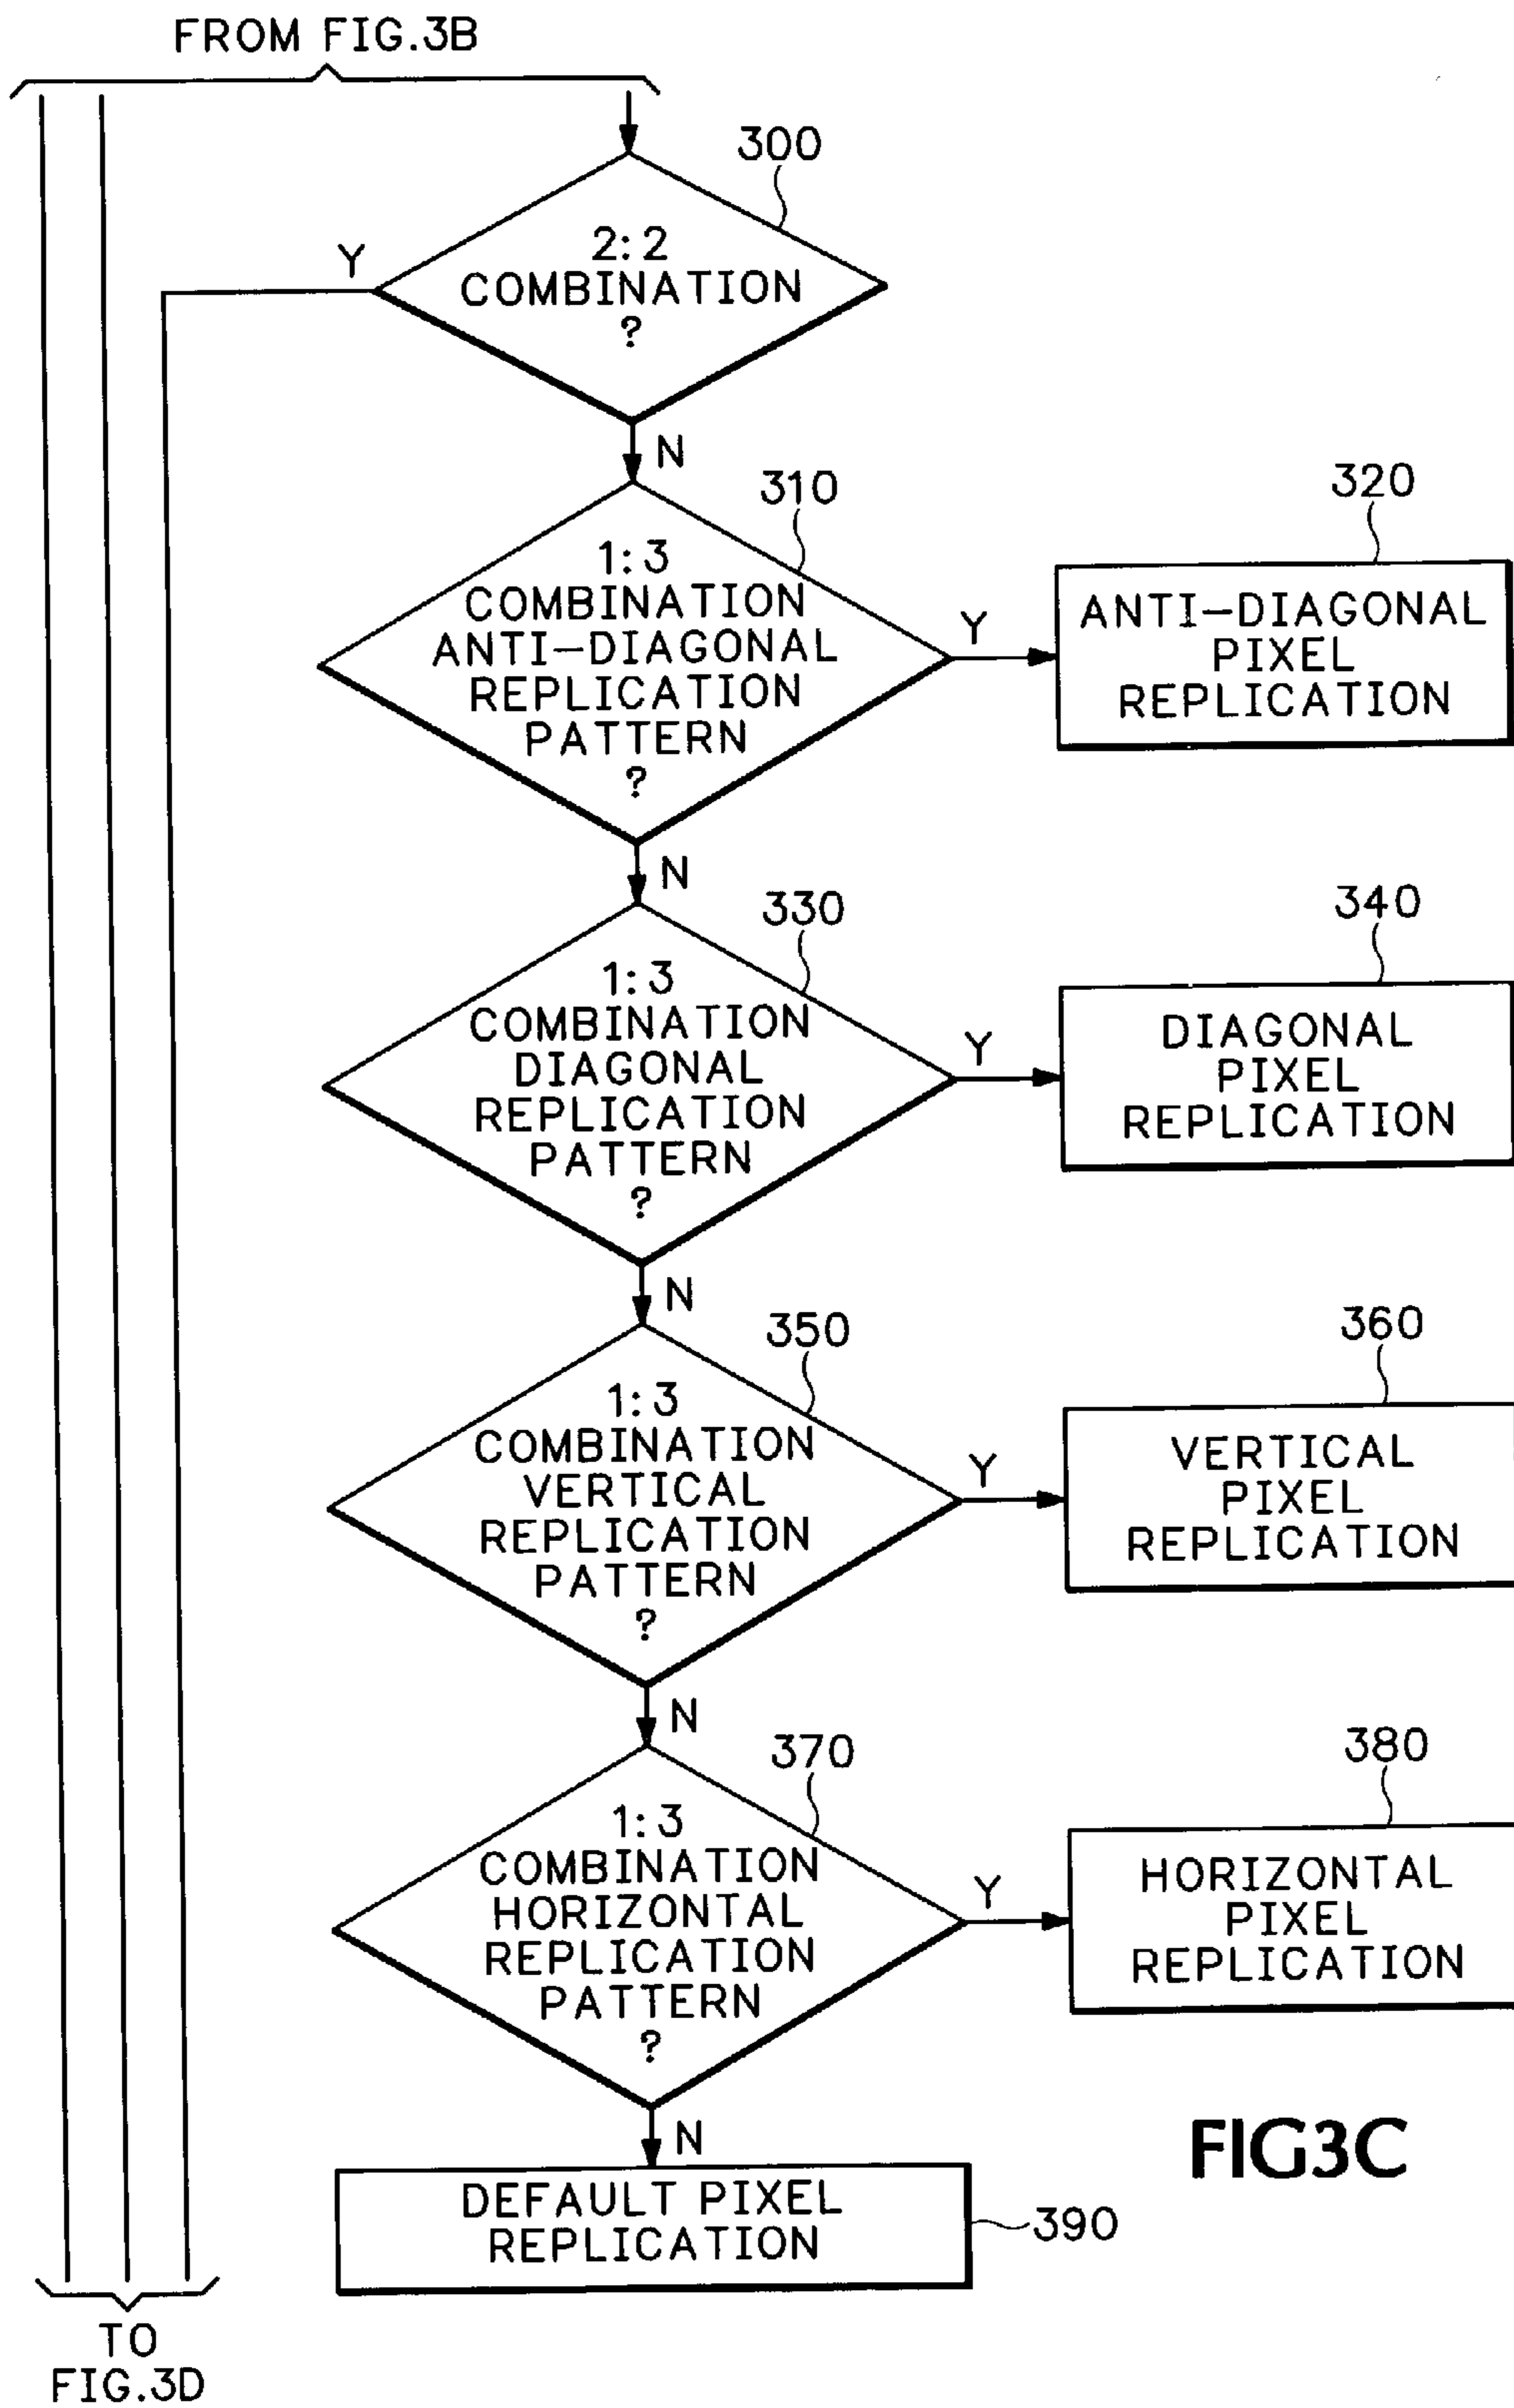 FROM FIG.3B
300
2:2
COMBINATION
?
Y
N
310
1:3
COMBINATION
ANTI-DIAGONAL
REPLICATION
PATTERN
?
Y
320
ANTI-DIAGONAL
PIXEL
REPLICATION
N
330
1:3
COMBINATION
DIAGONAL
REPLICATION
PATTERN
?
Y
340
DIAGONAL
PIXEL
REPLICATION
N
350
1:3
COMBINATION
VERTICAL
REPLICATION
PATTERN
?
Y
360
VERTICAL
PIXEL
REPLICATION
N
370
1:3
COMBINATION
HORIZONTAL
REPLICATION
PATTERN
?
Y
380
HORIZONTAL
PIXEL
REPLICATION
N
DEFAULT PIXEL
REPLICATION
390
FIG3C
TO
FIG.3D